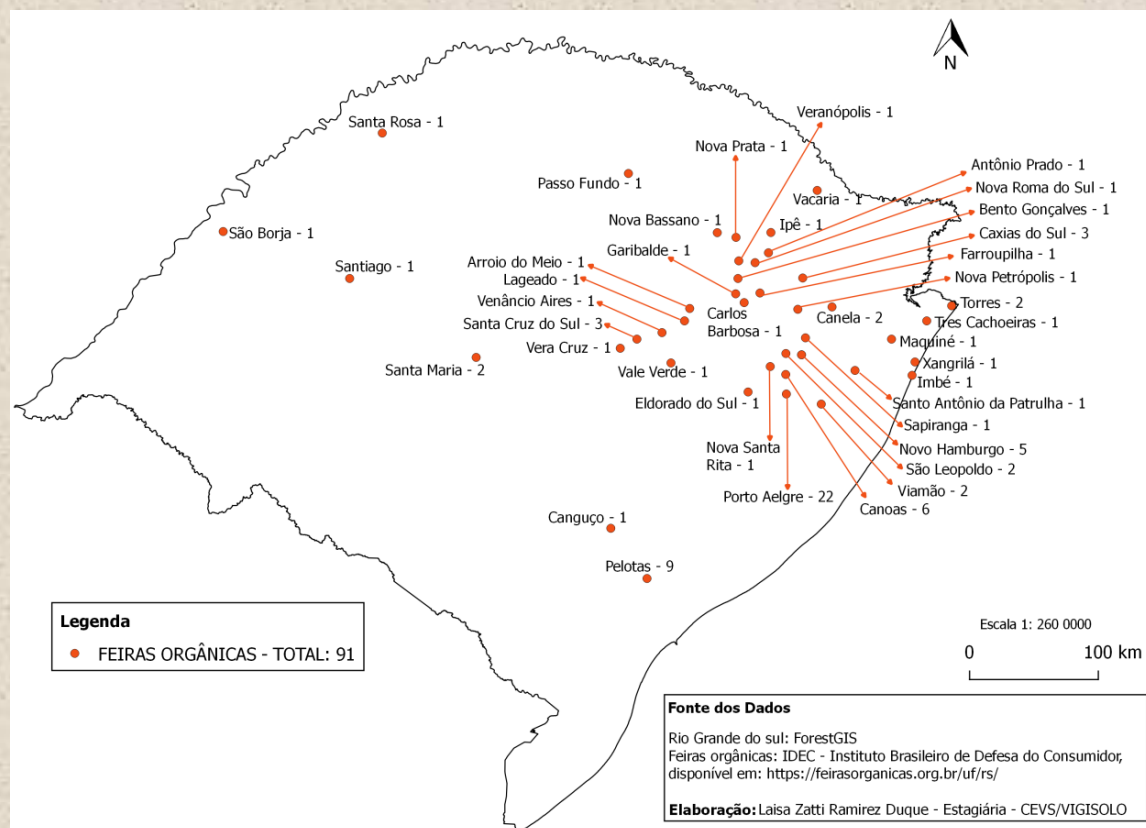 N
Veranópolis - 1
Santa Rosa - 1
Nova Prata - 1
Antônio Prado - 1
Passo Fundo - 1
Nova Roma do Sul - 1
Vacaria - 1
Bento Gonçalves - 1
Nova Bassano - 1
Ipê - 1
São Borja - 1
Caxias do Sul - 3
Garibalde - 1
Farroupilha - 1
Arroio do Meio - 1
Santiago - 1
Nova Petrópolis - 1
Lageado - 1
Venâncio Aires - 1
Torres - 2
Carlos
Barbosa - 1
Canela - 2
Tres Cachoeiras - 1
Santa Cruz do Sul - 3
Maquiné - 1
Vera Cruz - 1
Xangrilá - 1
Santa Maria - 2
Vale Verde - 1
Imbé - 1
Eldorado do Sul - 1
Santo Antônio da Patrulha - 1
Sapiranga - 1
Nova Santa
Rita - 1
Novo Hamburgo - 5
São Leopoldo - 2
Viamão - 2
Porto Aelgre - 22
Canoas - 6
Canguço - 1
Pelotas - 9
Legenda
FEIRAS ORGÂNICAS - TOTAL: 91
Escala 1: 260 0000
0 100 km
Fonte dos Dados
Rio Grande do sul: ForestGIS
Feiras orgânicas: IDEC - Instituto Brasileiro de Defesa do Consumidor,
disponível em: https://feirasorganicas.org.br/uf/rs/
Elaboração: Laisa Zatti Ramirez Duque - Estagiária - CEVS/VIGISOLO